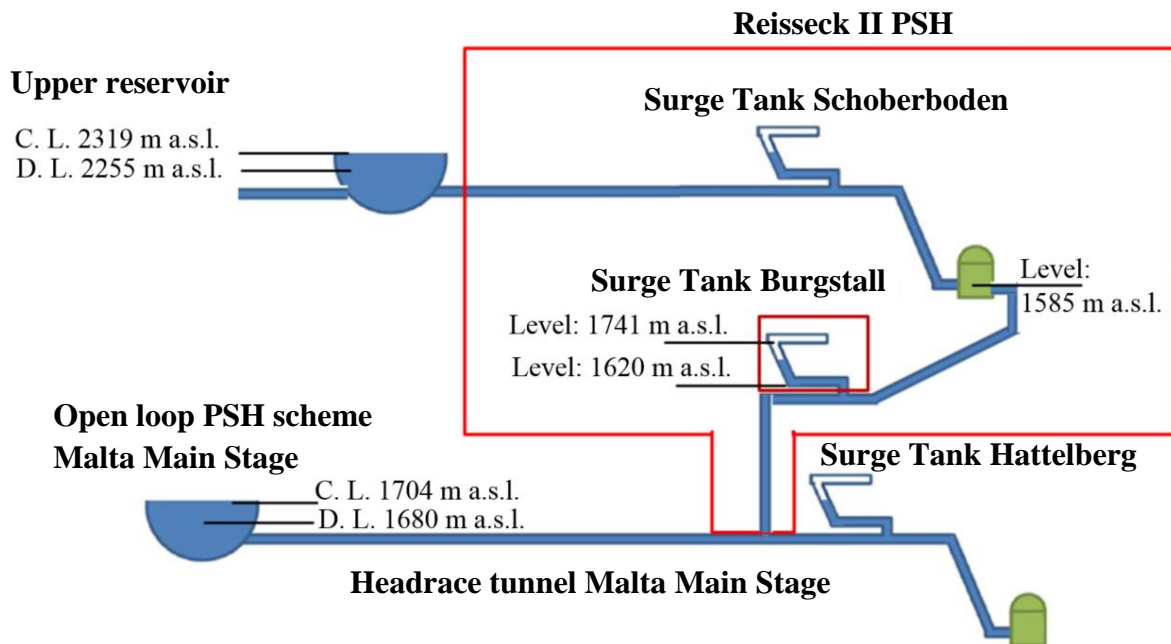 Reisseck II PSH
Upper reservoir
C. L. 2319 m a.s.l.
D. L. 2255 m a.s.l.
Surge Tank Schoberboden
Surge Tank Burgstall
Level:
1585 m a.s.l.
Level: 1741 m a.s.l.
Level: 1620 m a.s.l.
Open loop PSH scheme
Malta Main Stage
Surge Tank Hattelberg
C. L. 1704 m a.s.l.
D. L. 1680 m a.s.l.
Headrace tunnel Malta Main Stage